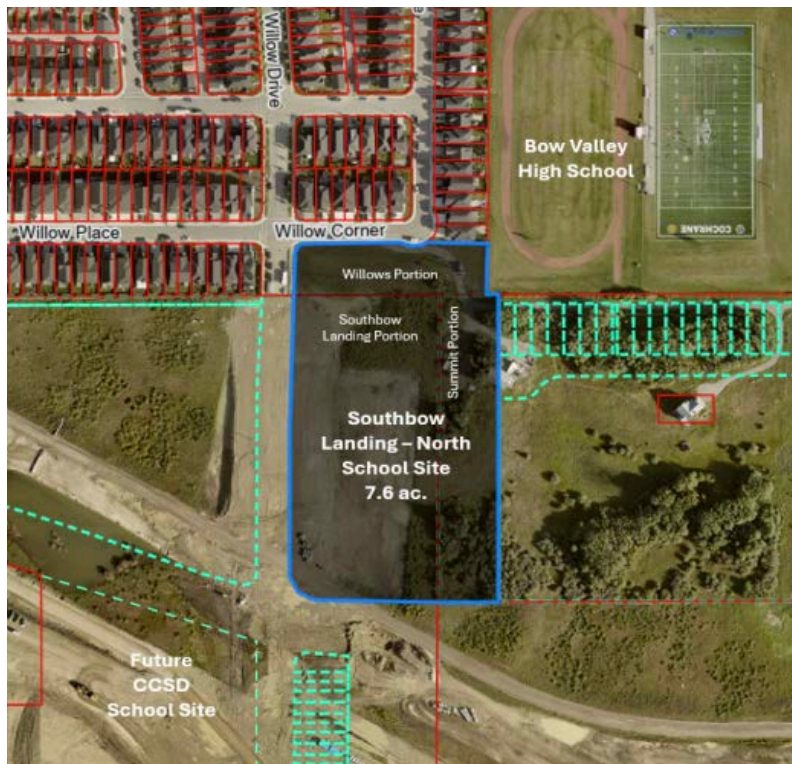 Willow Drive
Bow Valley
High School
COCHRANE
Willow Place
Willow Corner
Willows Portion
Southbow
Landing Portion
Summit Portion
Southbow
Landing – North
School Site
7.6 ac.
Future
CCSD
School Site